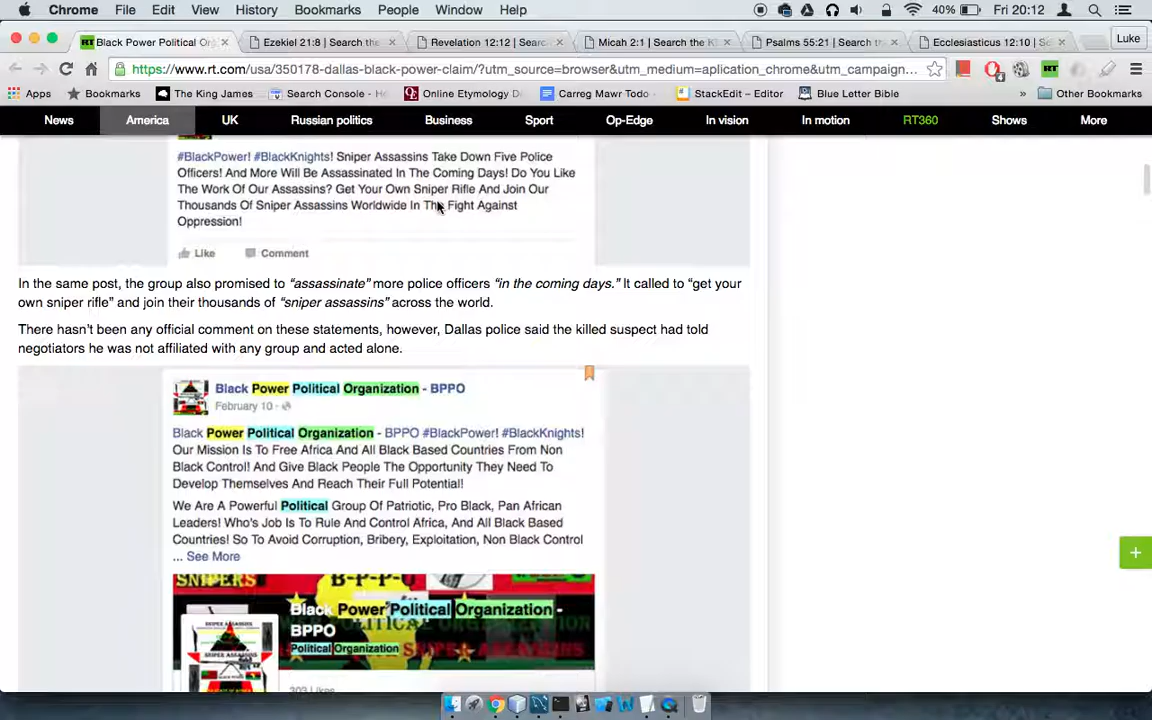 Chrome File Edit View History Bookmarks People Window Help 40% Fri 20:12
Black Power Political Or Ezekiel 21:8 | Search the Revelation 12:12 | Searc Micah 2:1 | Search the K Psalms 55:21 | Search th Ecclesiasticus 12:10 | Se Luke
https://www.rt.com/usa/350178-dallas-black-power-claim/?utm_source=browser&utm_medium=aplication_chrome&utm_campaign...
Apps Bookmarks The King James Search Console - Ho Online Etymology D Carreg Mawr Todo - StackEdit – Editor Blue Letter Bible » Other Bookmarks
News America UK Russian politics Business Sport Op-Edge In vision In motion RT360 Shows More
#BlackPower! #BlackKnights! Sniper Assassins Take Down Five Police
Officers! And More Will Be Assassinated In The Coming Days! Do You Like
The Work Of Our Assassins? Get Your Own Sniper Rifle And Join Our
Thousands Of Sniper Assassins Worldwide In The Fight Against
Oppression!
Like Comment
In the same post, the group also promised to “assassinate” more police officers “in the coming days.” It called to “get your
own sniper rifle” and join their thousands of “sniper assassins” across the world.
There hasn’t been any official comment on these statements, however, Dallas police said the killed suspect had told
negotiators he was not affiliated with any group and acted alone.
Black Power Political Organization - BPPO
February 10 ·
Black Power Political Organization - BPPO #BlackPower! #BlackKnights!
Our Mission Is To Free Africa And All Black Based Countries From Non
Black Control! And Give Black People The Opportunity They Need To
Develop Themselves And Reach Their Full Potential!
We Are A Powerful Political Group Of Patriotic, Pro Black, Pan African
Leaders! Who's Job Is To Rule And Control Africa, And All Black Based
Countries! So To Avoid Corruption, Bribery, Exploitation, Non Black Control
... See More
SNIPERS B-P-P-O
Black Power Political Organization -
BPPO
Political Organization
SNIPER ASSASSINS
303 Likes